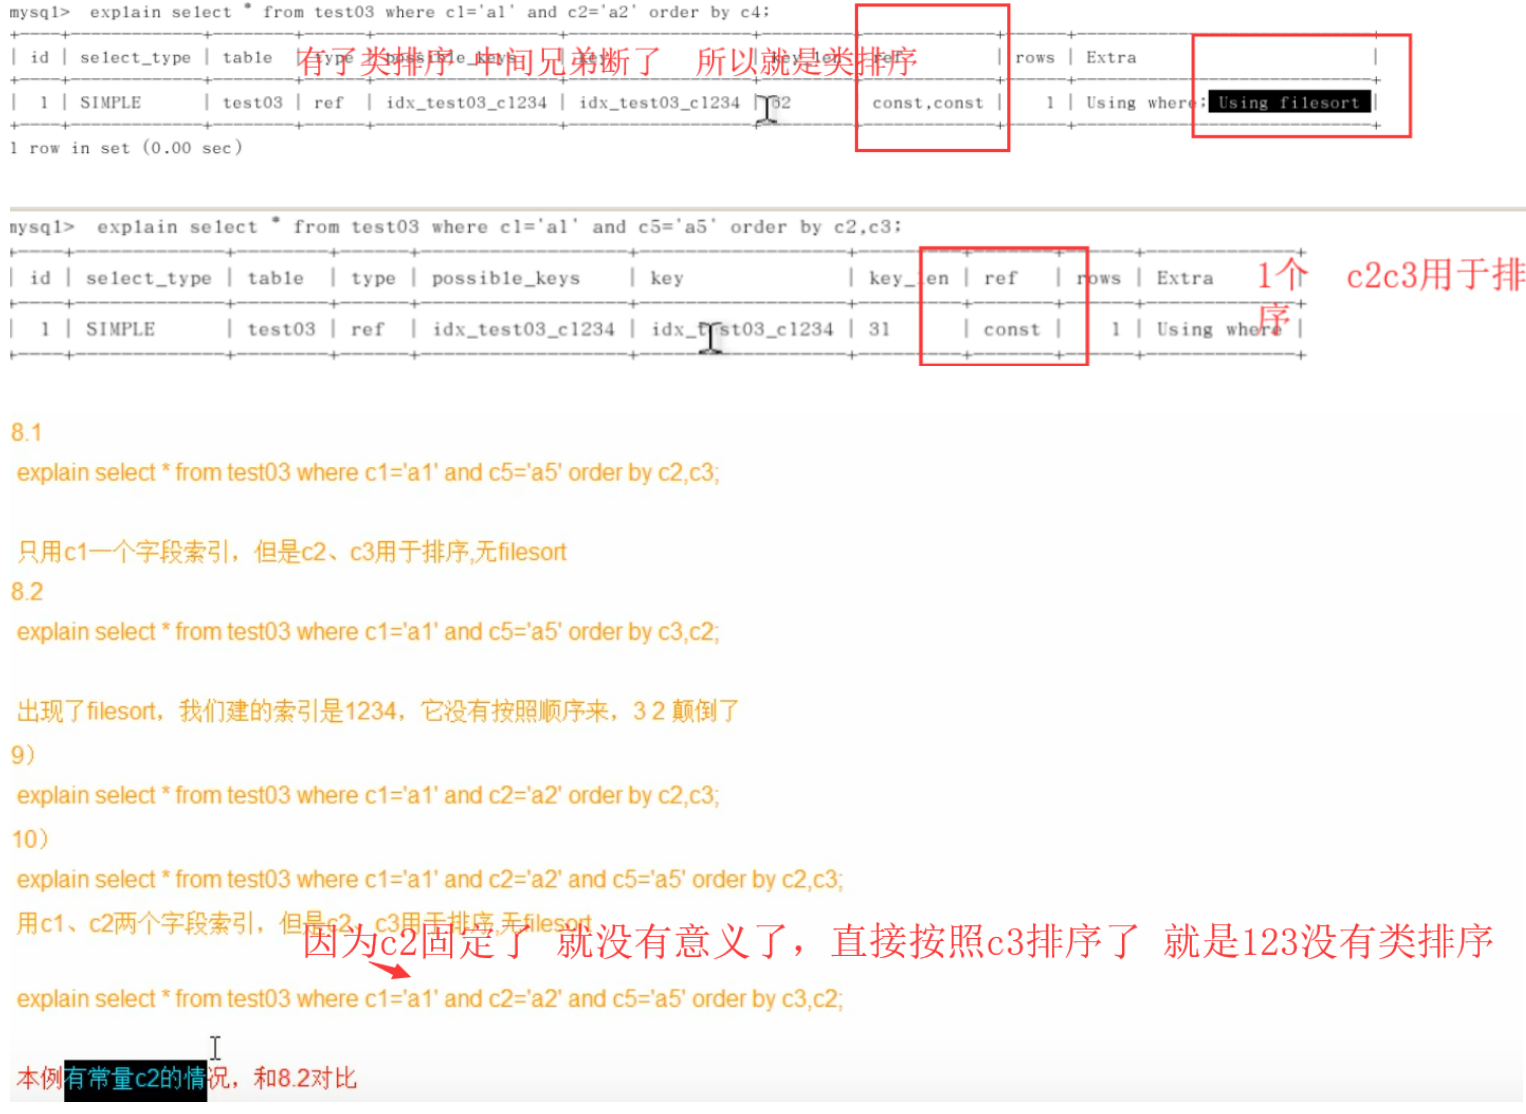 mysql>  explain select * from test03 where c1='a1' and c2='a2' order by c4;
| id | select_type | table | type | possible_keys | key | key_len | ref | rows | Extra |
有了类排序 中间兄弟断了 所以就是类排序
| 1 | SIMPLE | test03 | ref | idx_test03_c1234 | idx_test03_c1234 | 62 | const,const | 1 | Using where; Using filesort |
1 row in set (0.00 sec)
mysql>  explain select * from test03 where c1='a1' and c5='a5' order by c2,c3;
| id | select_type | table | type | possible_keys | key | key_len | ref | rows | Extra |
1个 c2c3用于排
序
| 1 | SIMPLE | test03 | ref | idx_test03_c1234 | idx_test03_c1234 | 31 | const | 1 | Using where |
8.1
explain select * from test03 where c1='a1' and c5='a5' order by c2,c3;
只用c1一个字段索引，但是c2、c3用于排序,无filesort
8.2
explain select * from test03 where c1='a1' and c5='a5' order by c3,c2;
出现了filesort，我们建的索引是1234，它没有按照顺序来，3 2 颠倒了
9）
explain select * from test03 where c1='a1' and c2='a2' order by c2,c3;
10）
explain select * from test03 where c1='a1' and c2='a2' and c5='a5' order by c2,c3;
用c1、c2两个字段索引，但是c2、c3用于排序,无filesort
因为c2固定了 就没有意义了，直接按照c3排序了 就是123没有类排序
explain select * from test03 where c1='a1' and c2='a2' and c5='a5' order by c3,c2;
本例有常量c2的情况，和8.2对比